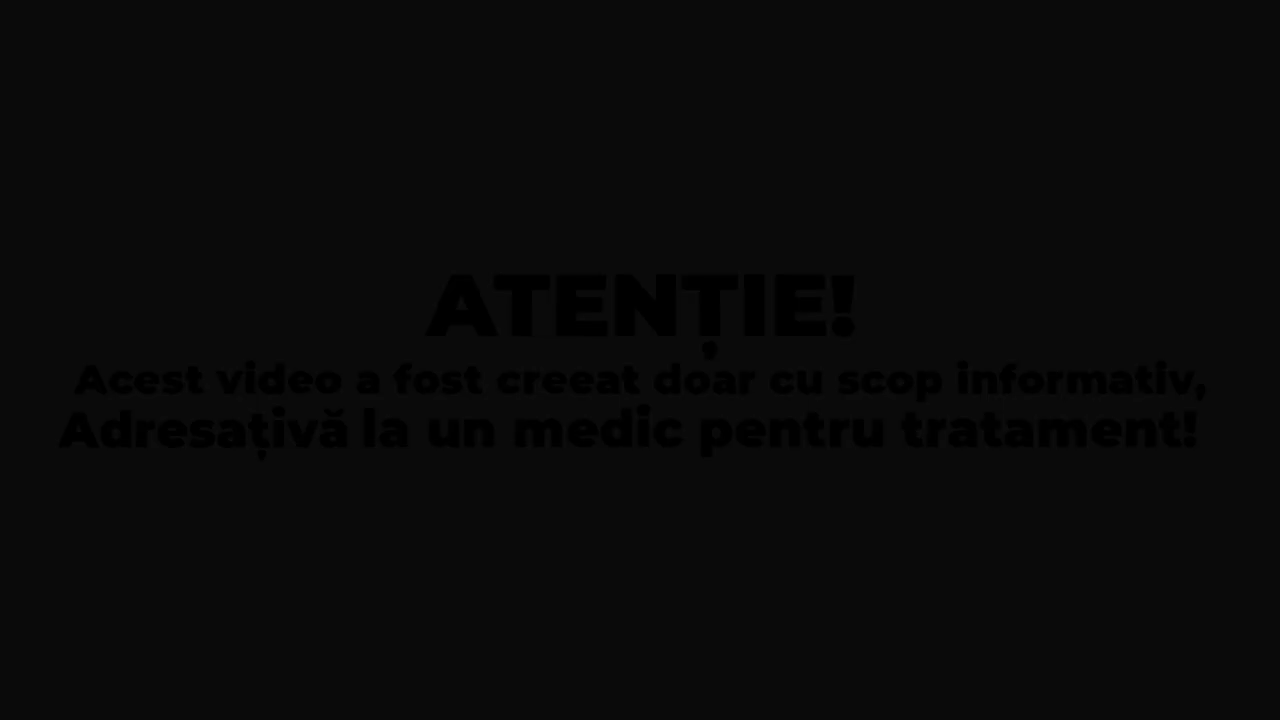 ATENȚIE!
Acest video a fost creeat doar cu scop informativ,
Adresațivă la un medic pentru tratament!